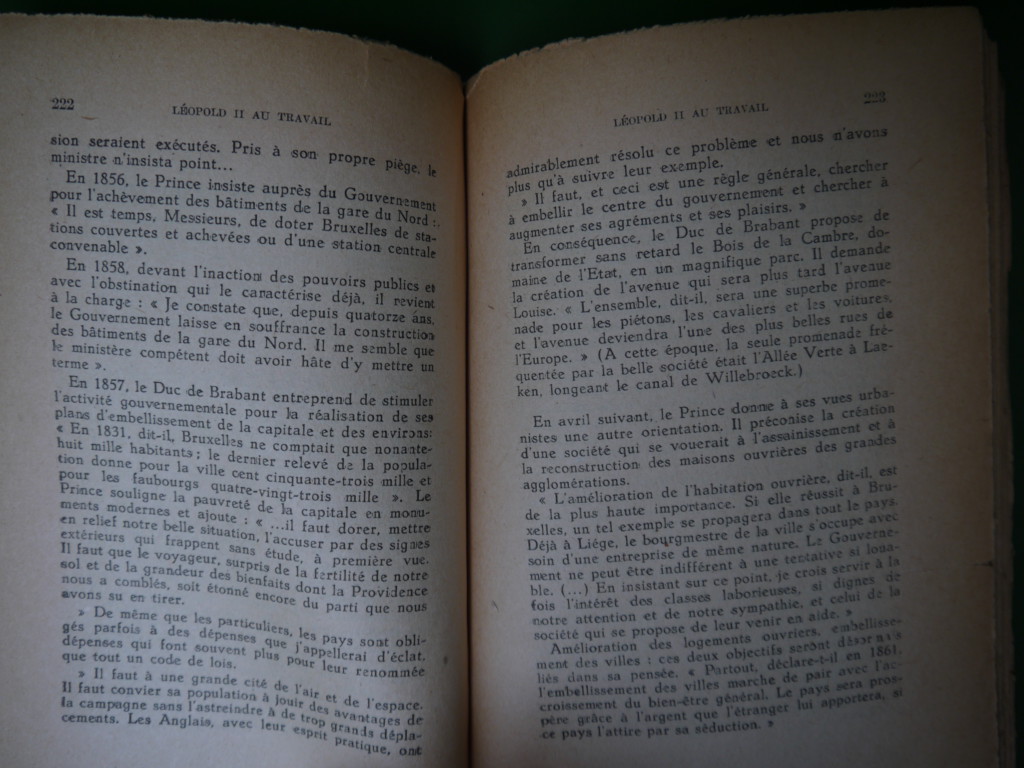 222
LÉOPOLD II AU TRAVAIL
sion seraient exécutés. Pris à son propre piège, le
ministre n'insista point...
En 1856, le Prince insiste auprès du Gouvernement
pour l'achèvement des bâtiments de la gare du Nord :
« Il est temps, Messieurs, de doter Bruxelles de sta-
tions couvertes et achevées ou d'une station centrale
convenable ».
En 1858, devant l'inaction des pouvoirs publics et
avec l'obstination qui le caractérise déjà, il revient
à la charge : « Je constate que, depuis quatorze ans,
le Gouvernement laisse en souffrance la construction
des bâtiments de la gare du Nord. Il me semble que
le ministère compétent doit avoir hâte d'y mettre un
terme ».
En 1857, le Duc de Brabant entreprend de stimuler
l'activité gouvernementale pour la réalisation de ses
plans d'embellissement de la capitale et des environs:
« En 1831, dit-il, Bruxelles ne comptait que nonante-
huit mille habitants ; le dernier relevé de la popula-
tion donne pour la ville cent cinquante-trois mille et
pour les faubourgs quatre-vingt-trois mille ». Le
Prince souligne la pauvreté de la capitale en monu-
ments modernes et ajoute : « ...il faut dorer, mettre
en relief notre belle situation, l'accuser par des signes
extérieurs qui frappent sans étude, à première vue.
Il faut que le voyageur, surpris de la fertilité de notre
sol et de la grandeur des bienfaits dont la Providence
nous a comblés, soit étonné encore du parti que nous
avons su en tirer.
» De même que les particuliers, les pays sont obli-
gés parfois à des dépenses que j'appellerai d'éclat,
dépenses qui font souvent plus pour leur renommée
que tout un code de lois.
» Il faut à une grande cité de l'air et de l'espace.
Il faut convier sa population à jouir des avantages de
la campagne sans l'astreindre à de trop grands dépla-
cements. Les Anglais, avec leur esprit pratique, ont
LÉOPOLD II AU TRAVAIL
223
admirablement résolu ce problème et nous n'avons
plus qu'à suivre leur exemple.
» Il faut, et ceci est une règle générale, chercher
à embellir le centre du gouvernement et chercher à
augmenter ses agréments et ses plaisirs. »
En conséquence, le Duc de Brabant propose de
transformer sans retard le Bois de la Cambre, do-
maine de l'Etat, en un magnifique parc. Il demande
la création de l'avenue qui sera plus tard l'avenue
Louise. « L'ensemble, dit-il, sera une superbe prome-
nade pour les piétons, les cavaliers et les voitures,
et l'avenue deviendra l'une des plus belles rues de
l'Europe. » (A cette époque, la seule promenade fré-
quentée par la belle société était l'Allée Verte à Lae-
ken, longeant le canal de Willebroeck.)
En avril suivant, le Prince donne à ses vues urba-
nistes une autre orientation. Il préconise la création
d'une société qui se vouerait à l'assainissement et à
la reconstruction des maisons ouvrières des grandes
agglomérations.
« L'amélioration de l'habitation ouvrière, dit-il, est
de la plus haute importance. Si elle réussit à Bru-
xelles, un tel exemple se propagera dans tout le pays.
Déjà à Liége, le bourgmestre de la ville s'occupe avec
soin d'une entreprise de même nature. Le Gouverne-
ment ne peut être indifférent à une tentative si loua-
ble. (...) En insistant sur ce point, je crois servir à la
fois l'intérêt des classes laborieuses, si dignes de
notre attention et de notre sympathie, et celui de la
société qui se propose de leur venir en aide. »
Amélioration des logements ouvriers, embellisse-
ment des villes : ces deux objectifs seront désormais
liés dans sa pensée. « Partout, déclare-t-il en 1861,
l'embellissement des villes marche de pair avec l'ac-
croissement du bien-être général. Le pays sera pros-
père grâce à l'argent que l'étranger lui apportera, si
ce pays l'attire par sa séduction. »